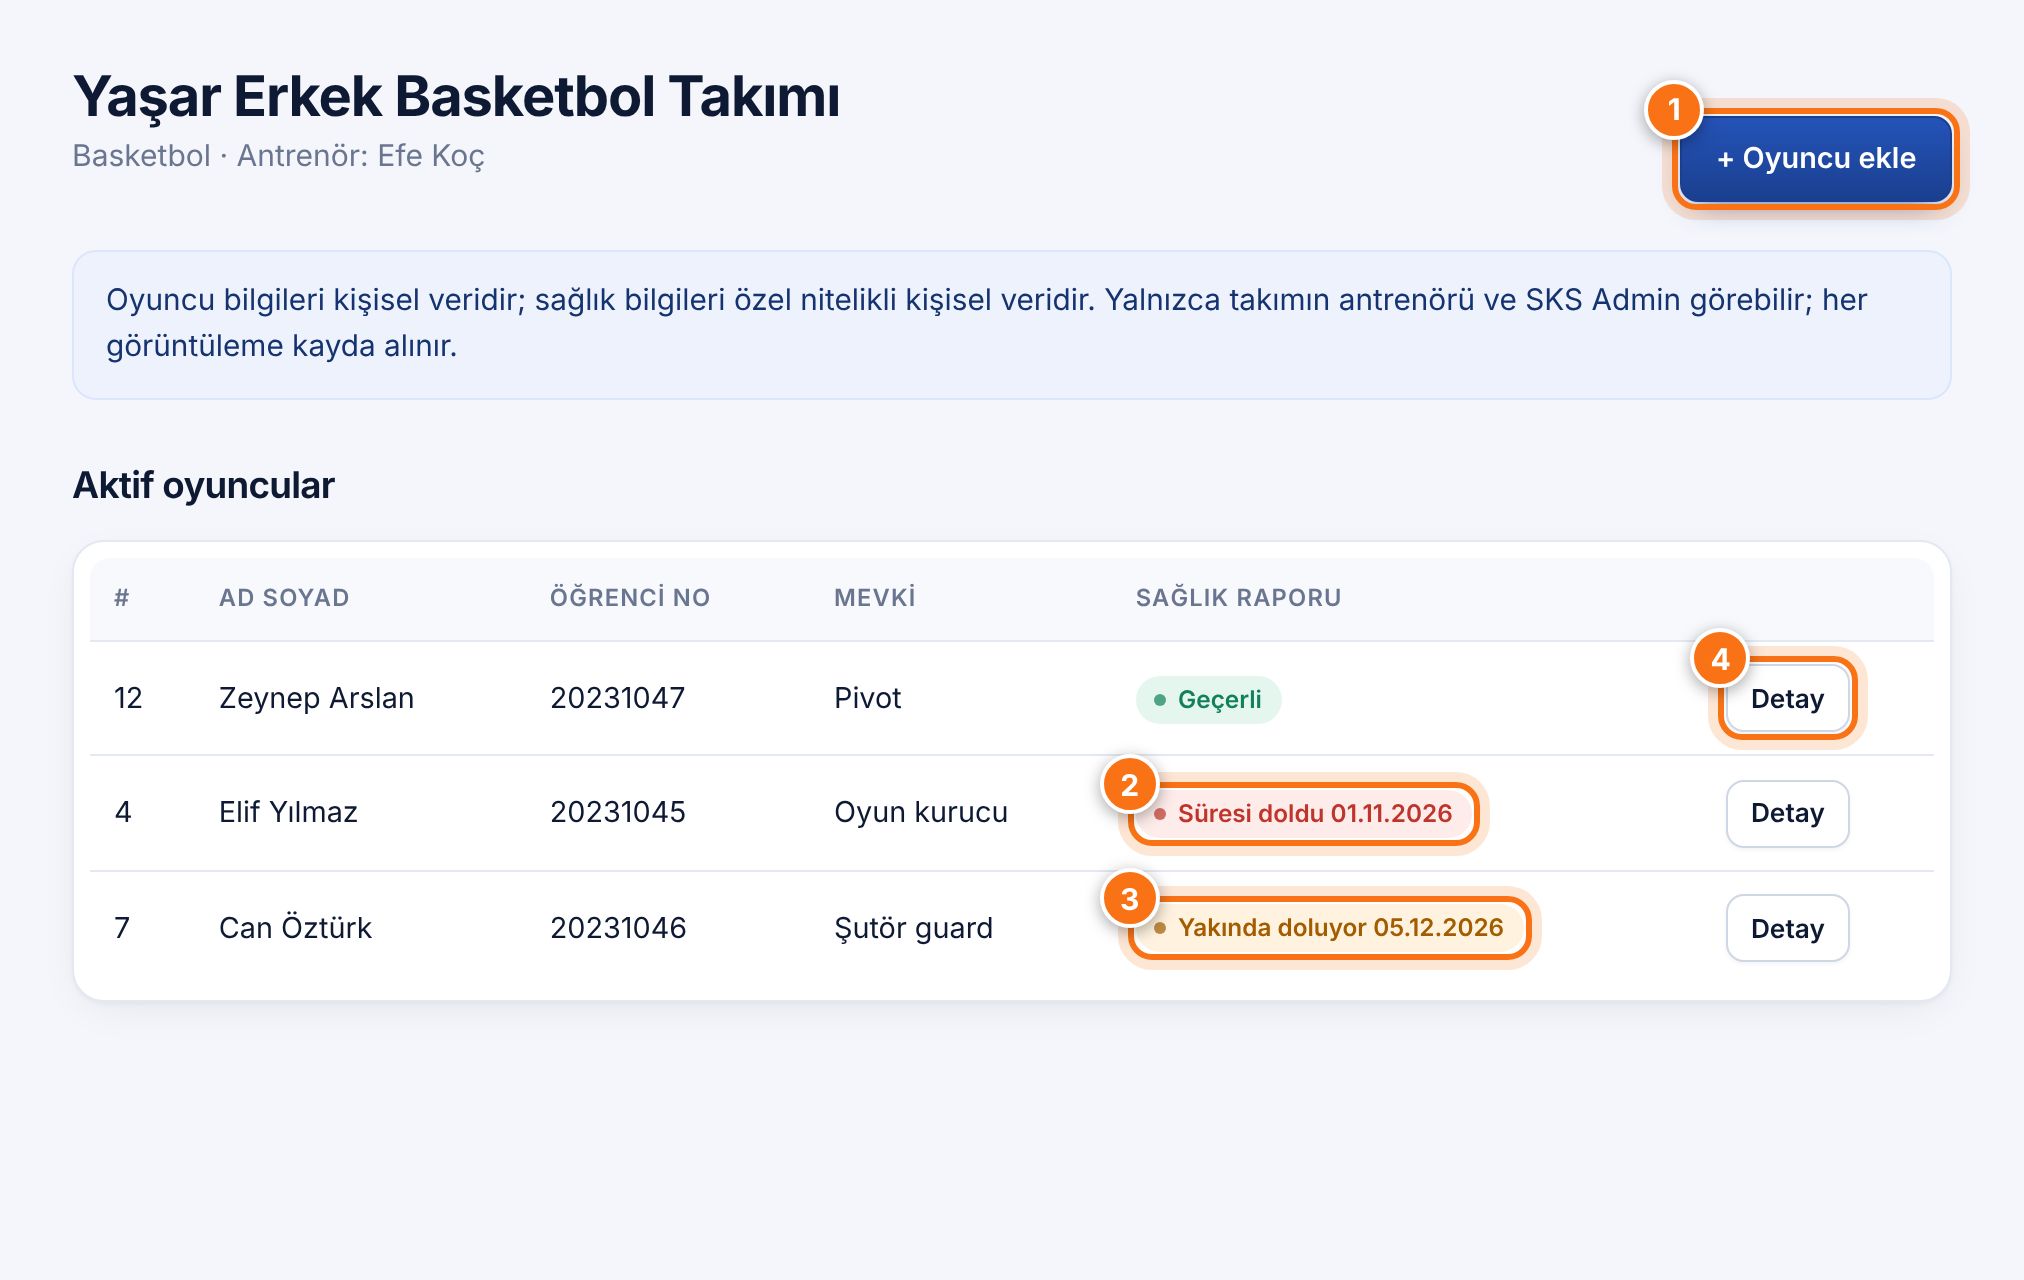 Yaşar Erkek Basketbol Takımı
Basketbol · Antrenör: Efe Koç
1
+ Oyuncu ekle
Oyuncu bilgileri kişisel veridir; sağlık bilgileri özel nitelikli kişisel veridir. Yalnızca takımın antrenörü ve SKS Admin görebilir; her
görüntüleme kayda alınır.
Aktif oyuncular
# AD SOYAD ÖĞRENCİ NO MEVKİ SAĞLIK RAPORU
12 Zeynep Arslan 20231047 Pivot Geçerli 4 Detay
4 Elif Yılmaz 20231045 Oyun kurucu 2 Süresi doldu 01.11.2026 Detay
7 Can Öztürk 20231046 Şutör guard 3 Yakında doluyor 05.12.2026 Detay